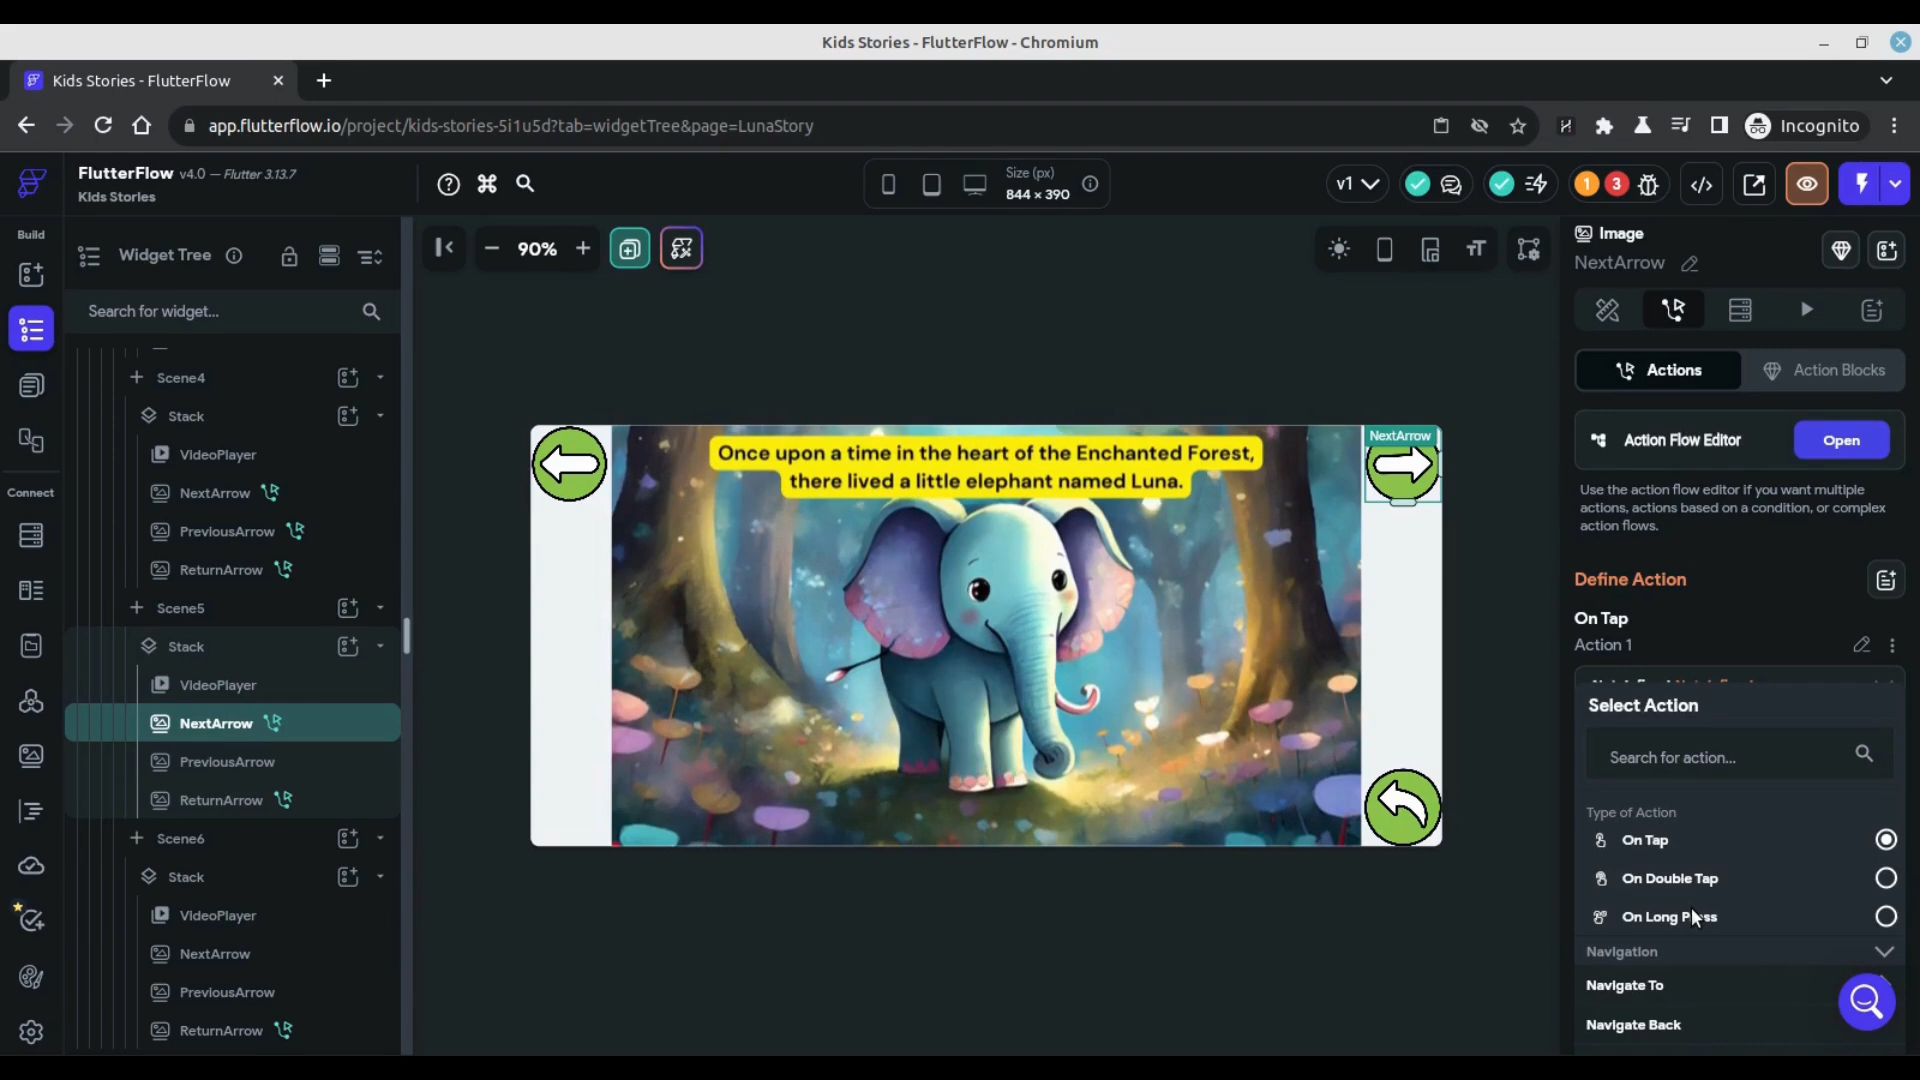 Kids Stories - FlutterFlow - Chromium
Kids Stories - FlutterFlow
app.flutterflow.io/project/kids-stories-5i1u5d?tab=widgetTree&page=LunaStory
Incognito
FlutterFlow v4.0 — Flutter 3.13.7
Kids Stories
Size (px)
844 × 390
v1
1
3
Build
Connect
Widget Tree
Search for widget...
Scene4
Stack
VideoPlayer
NextArrow
PreviousArrow
ReturnArrow
Scene5
Stack
VideoPlayer
NextArrow
PreviousArrow
ReturnArrow
Scene6
Stack
VideoPlayer
NextArrow
PreviousArrow
ReturnArrow
90%
NextArrow
Once upon a time in the heart of the Enchanted Forest,
there lived a little elephant named Luna.
Image
NextArrow
Actions
Action Blocks
Action Flow Editor
Open
Use the action flow editor if you want multiple
actions, actions based on a condition, or complex
action flows.
Define Action
On Tap
Action 1
Select Action
Search for action...
Type of Action
On Tap
On Double Tap
On Long Press
Navigation
Navigate To
Navigate Back